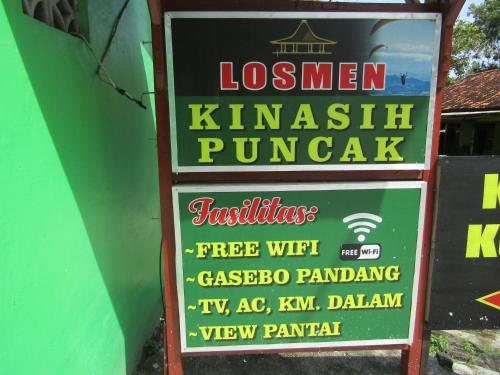 LOSMEN
KINASIH
PUNCAK
Fasilitas:
~FREE WIFI
FREE Wi-Fi
~GASEBO PANDANG
~TV, AC, KM. DALAM
~VIEW PANTAI